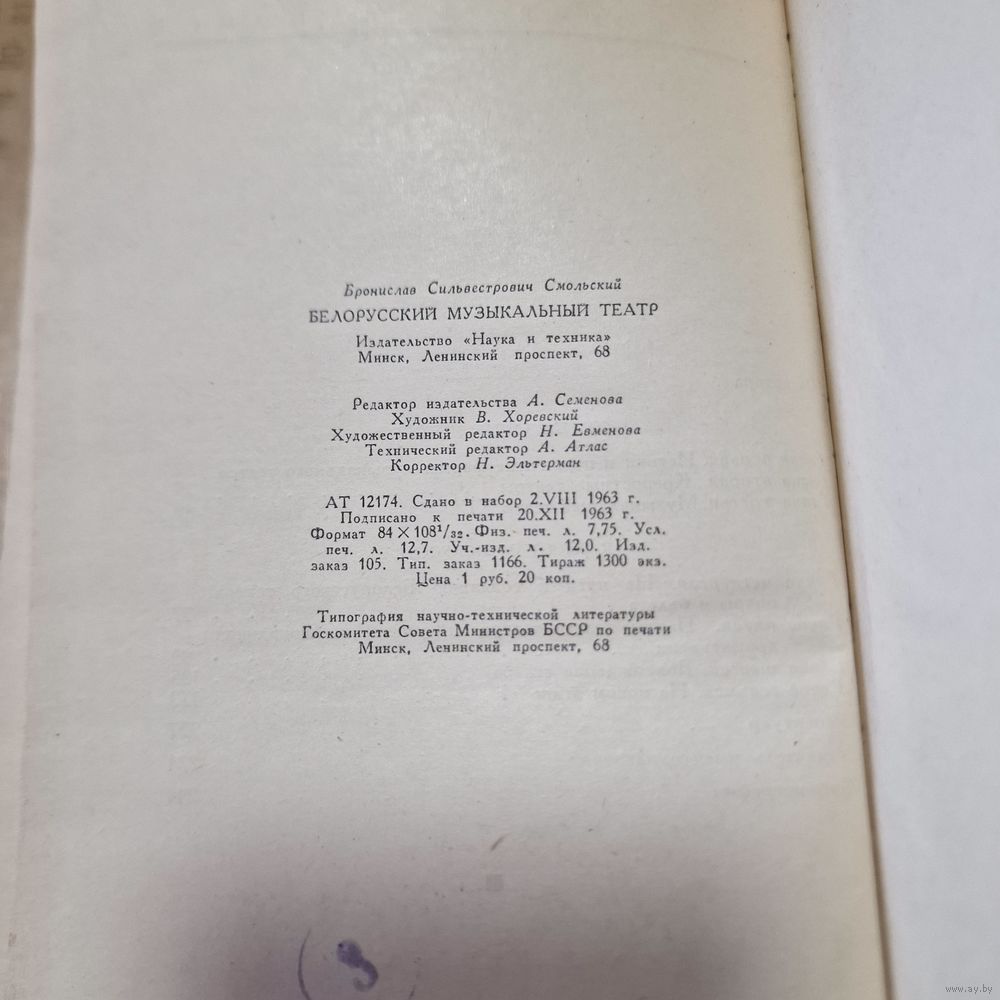 Бронислав Сильвестрович Смольский
БЕЛОРУССКИЙ МУЗЫКАЛЬНЫЙ ТЕАТР
Издательство «Наука и техника»
Минск, Ленинский проспект, 68
Редактор издательства А. Семенова
Художник В. Хоревский
Художественный редактор Н. Евменова
Технический редактор А. Атлас
Корректор Н. Эльтерман
АТ 12174. Сдано в набор 2.VIII 1963 г.
Подписано к печати 20.XII 1963 г.
Формат 84×108¹/₃₂. Физ. печ. л. 7,75. Усл.
печ. л. 12,7. Уч.-изд. л. 12,0. Изд.
заказ 105. Тип. заказ 1166. Тираж 1300 экз.
Цена 1 руб. 20 коп.
Типография научно-технической литературы
Госкомитета Совета Министров БССР по печати
Минск, Ленинский проспект, 68
www.ay.by